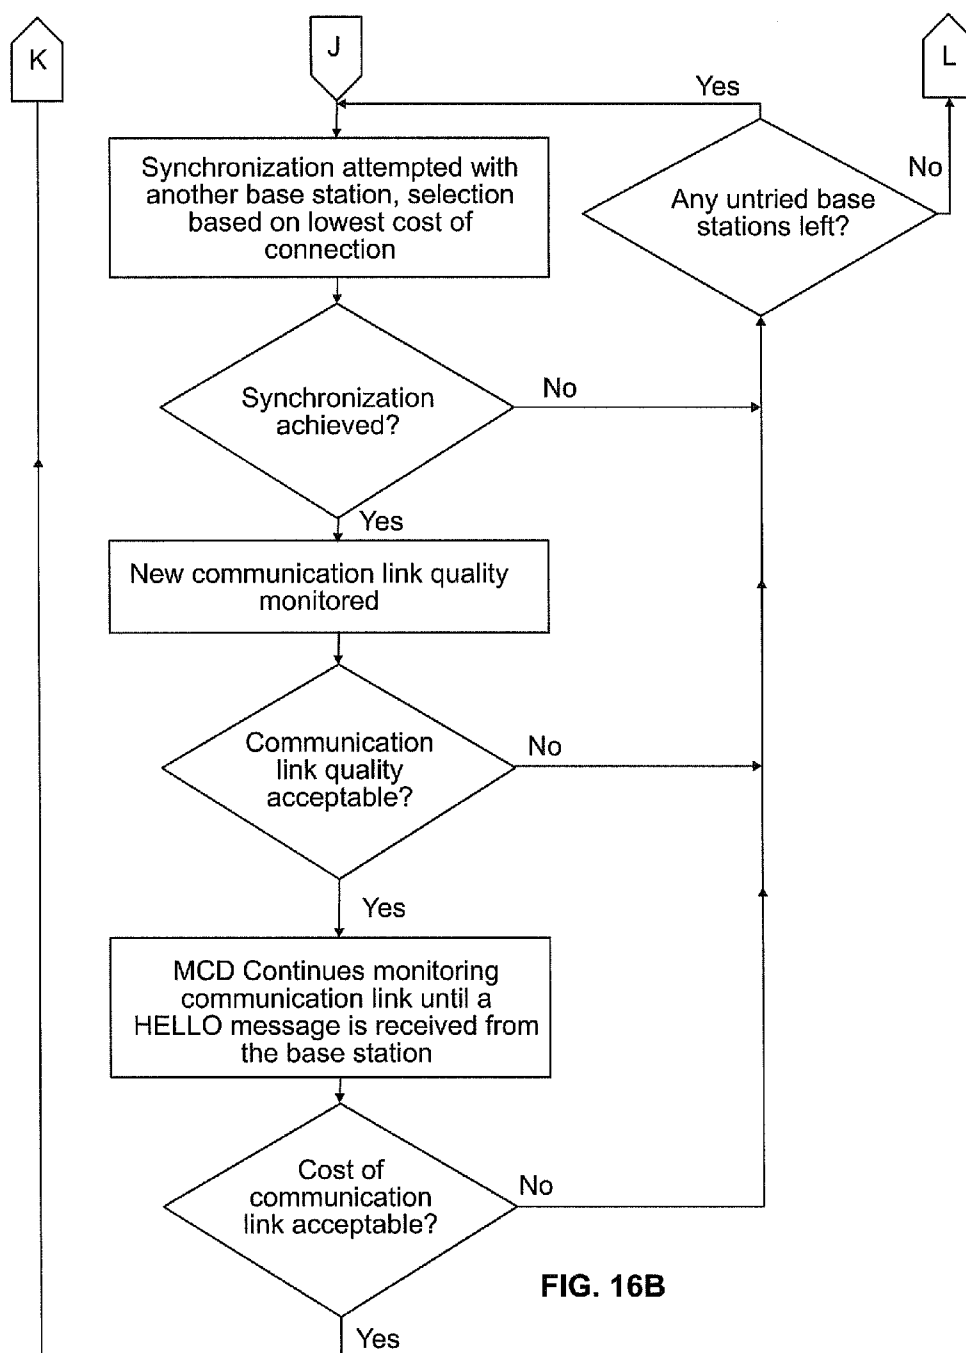 K
J
L
Yes
Synchronization attempted with
another base station, selection
based on lowest cost of
connection
Any untried base
stations left?
No
Synchronization
achieved?
No
Yes
New communication link quality
monitored
Communication
link quality
acceptable?
No
Yes
MCD Continues monitoring
communication link until a
HELLO message is received from
the base station
Cost of
communication
link acceptable?
No
FIG. 16B
Yes